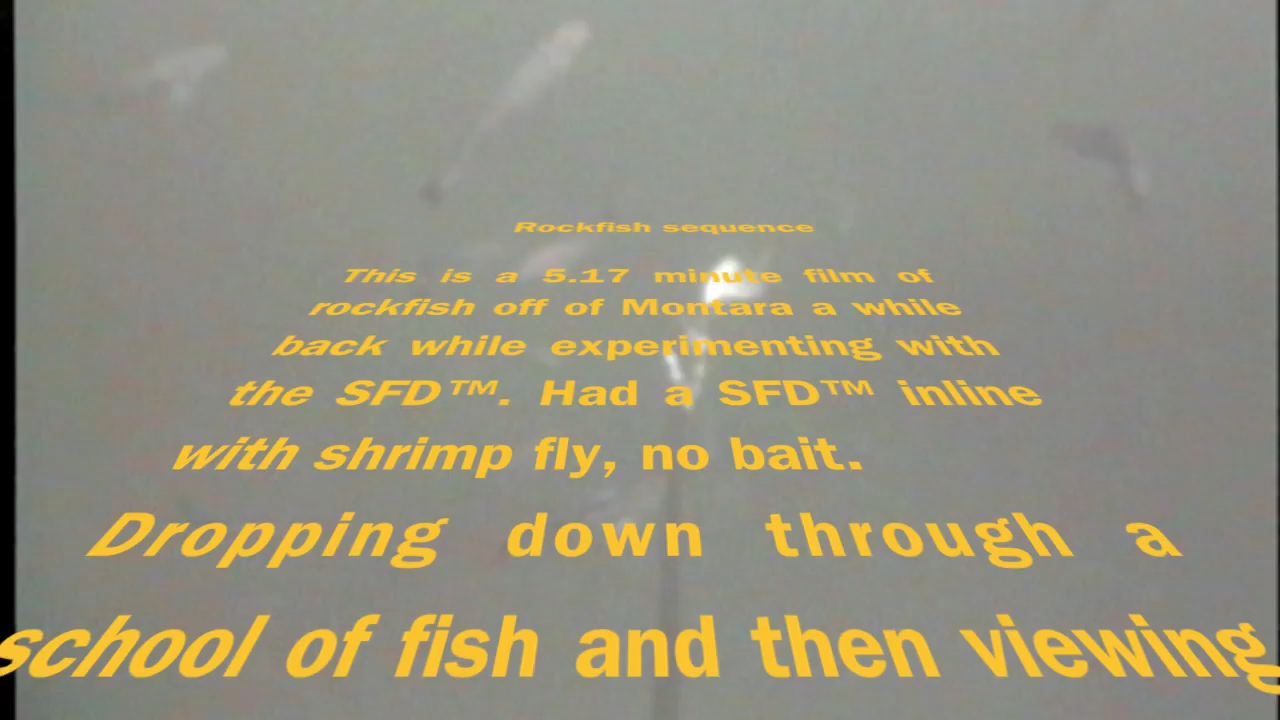 Rockfish sequence
This is a 5.17 minute film of
rockfish off of Montara a while
back while experimenting with
the SFD™. Had a SFD™ inline
with shrimp fly, no bait.
Dropping down through a
school of fish and then viewing